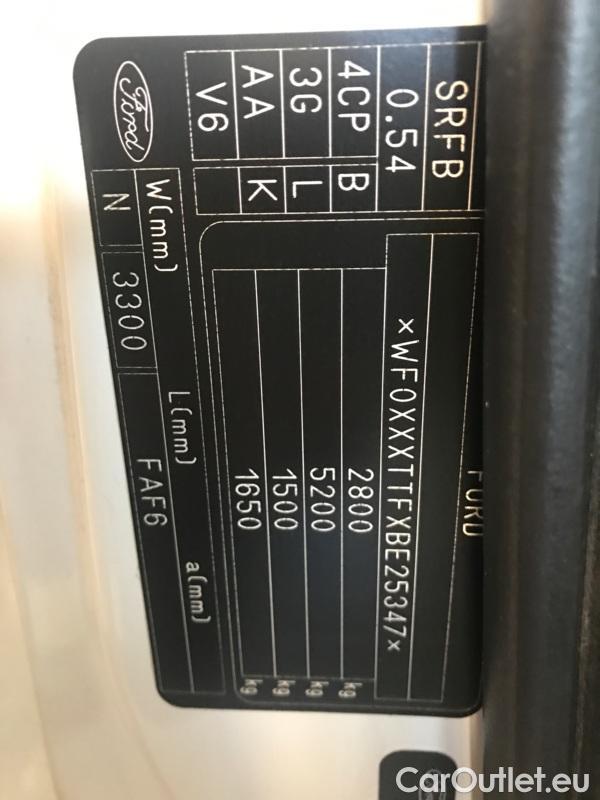 FORD
×WF0XXXTTFXBE25347×
2800 kg
5200 kg
1500 kg
1650 kg
SRFB
0.54
4CP B
3G L
AA K
V6
Ford
W(mm) L(mm) a(mm)
N 3300 FAF6
CarOutlet.eu